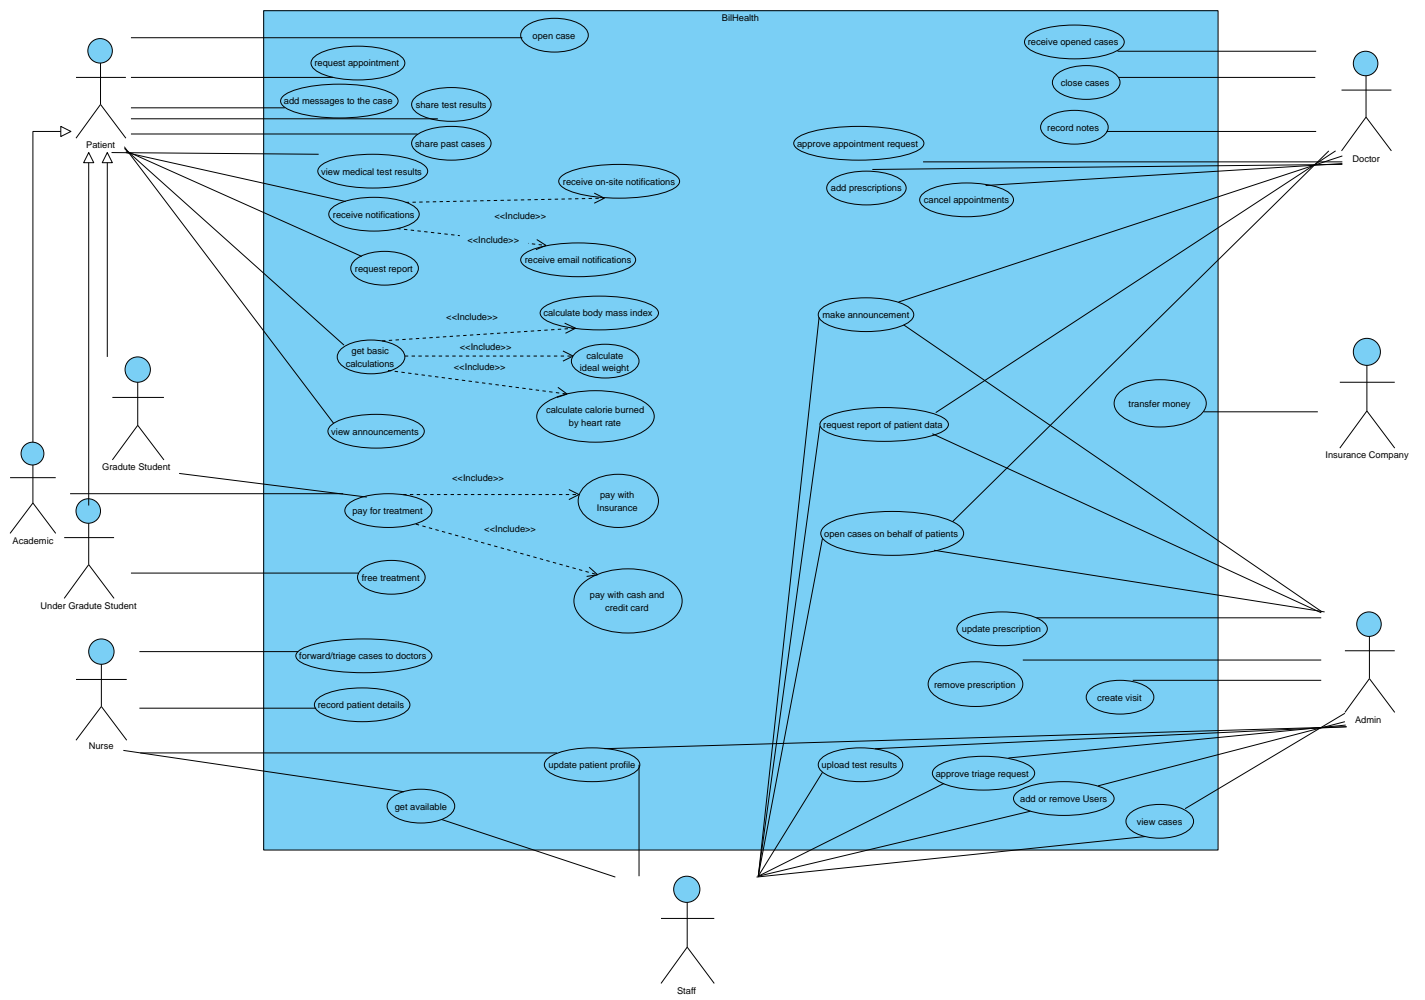 BilHealth
open case
receive opened cases
request appointment
close cases
add messages to the case
share test results
record notes
Patient
share past cases
approve appointment request
Doctor
view medical test results
receive on-site notifications
add prescriptions
cancel appointments
receive notifications
<<Include>>
<<Include>>
receive email notifications
request report
calculate body mass index
make announcement
<<Include>>
get basic
calculations
<<Include>>
calculate
ideal weight
<<Include>>
transfer money
calculate calorie burned
by heart rate
view announcements
request report of patient data
Insurance Company
Gradute Student
<<Include>>
pay with
Insurance
pay for treatment
<<Include>>
open cases on behalf of patients
Academic
free treatment
pay with cash and
credit card
Under Gradute Student
update prescription
forward/triage cases to doctors
remove prescription
create visit
record patient details
Admin
Nurse
update patient profile
upload test results
approve triage request
add or remove Users
get available
view cases
Staff